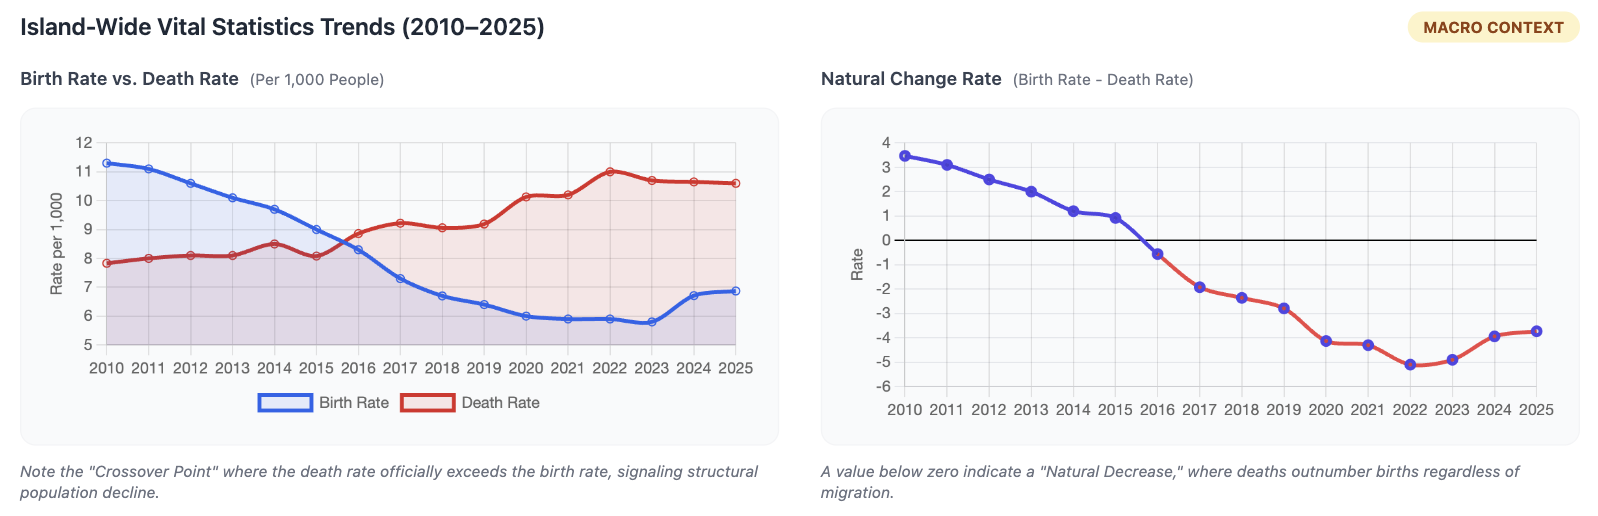 Island-Wide Vital Statistics Trends (2010–2025)
MACRO CONTEXT
Birth Rate vs. Death Rate (Per 1,000 People)
12
11
10
9
8
7
6
5
Rate per 1,000
2010 2011 2012 2013 2014 2015 2016 2017 2018 2019 2020 2021 2022 2023 2024 2025
Birth Rate Death Rate
Note the "Crossover Point" where the death rate officially exceeds the birth rate, signaling structural
population decline.
Natural Change Rate (Birth Rate - Death Rate)
4
3
2
1
0
-1
-2
-3
-4
-5
-6
Rate
2010 2011 2012 2013 2014 2015 2016 2017 2018 2019 2020 2021 2022 2023 2024 2025
A value below zero indicate a "Natural Decrease," where deaths outnumber births regardless of
migration.